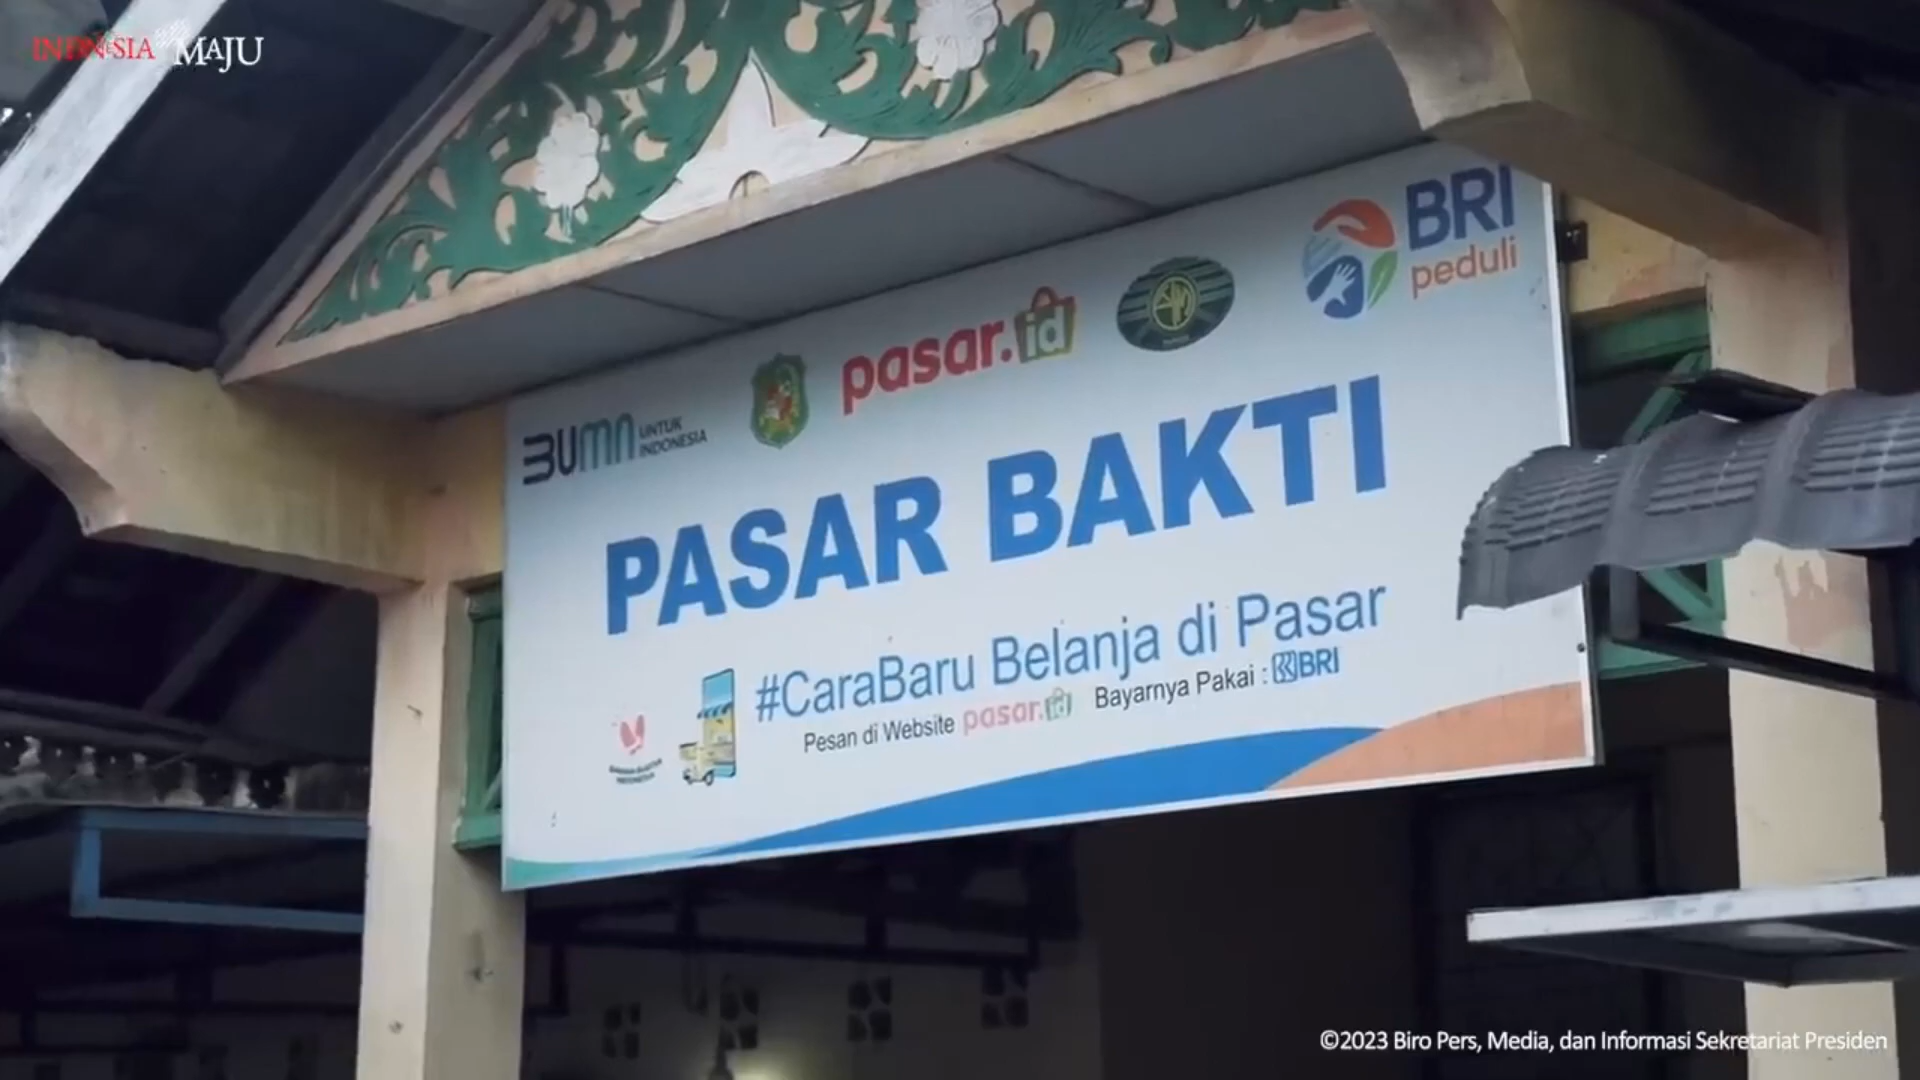 INDONESIA MAJU
BRI
peduli
pasar.id
BUMN UNTUK
INDONESIA
PASAR BAKTI
#CaraBaru Belanja di Pasar
Pesan di Website pasar.id Bayarnya Pakai : BRI
©2023 Biro Pers, Media, dan Informasi Sekretariat Presiden